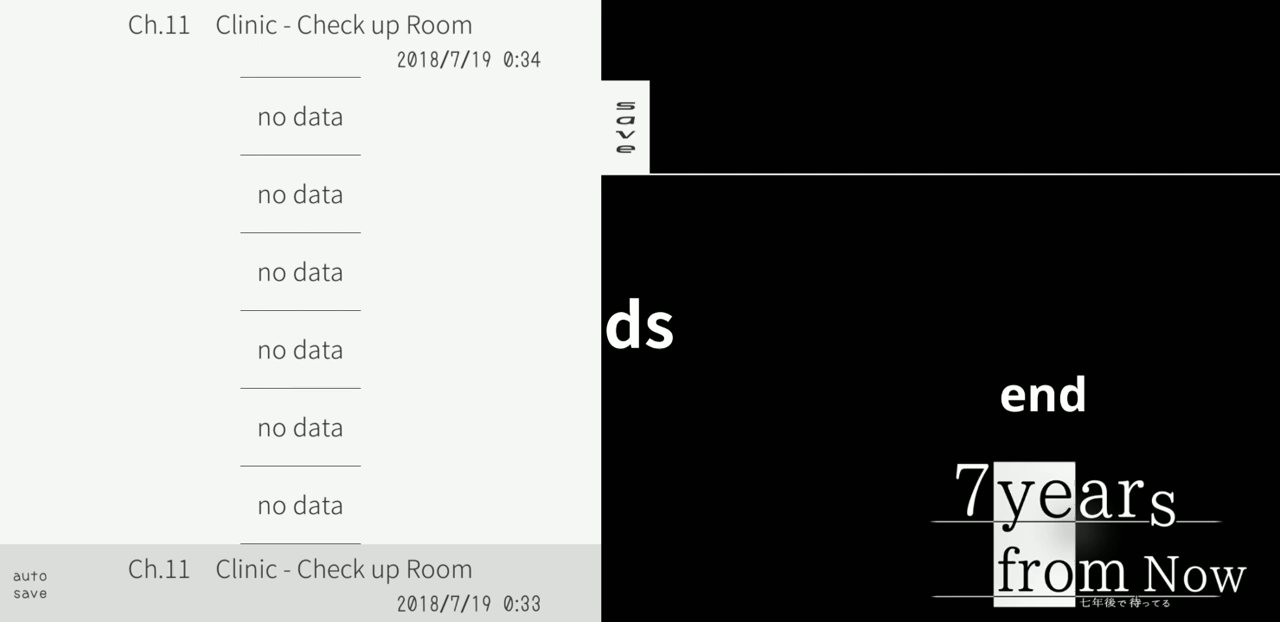 Ch.11 Clinic - Check up Room
2018/7/19 0:34
no data
no data
no data
no data
no data
no data
auto
save
Ch.11 Clinic - Check up Room
2018/7/19 0:33
save
ds
end
7years
from Now
七年後で待ってる